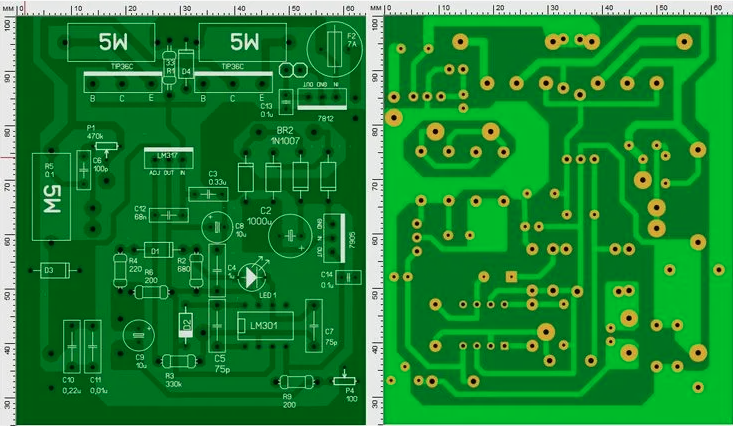 мм 0 10 20 30 40 50 60
мм 0 10 20 30 40 50 60
100
90
80
70
60
50
40
30
100
90
80
70
60
50
40
30
5W
5W
F2
7A
TIP36C
33
R1
D4
TIP36C
B C E
B C E
C13
0.1u
OUT GND IN
7812
P1
470k
BR2
1N1007
LM317
ADJ OUT IN
R5
0.1
5W
C6
100p
C3
0.33u
C12
68n
C8
10u
C2
1000u
GND IN OUT
7905
D1
R4
220
R2
680
R6
200
D3
C4
1u
LED1
C14
0.1u
D2
LM301
C7
75p
C9
10u
C5
75p
R3
330k
C10
0,22u
C11
0,01u
R9
200
P4
100